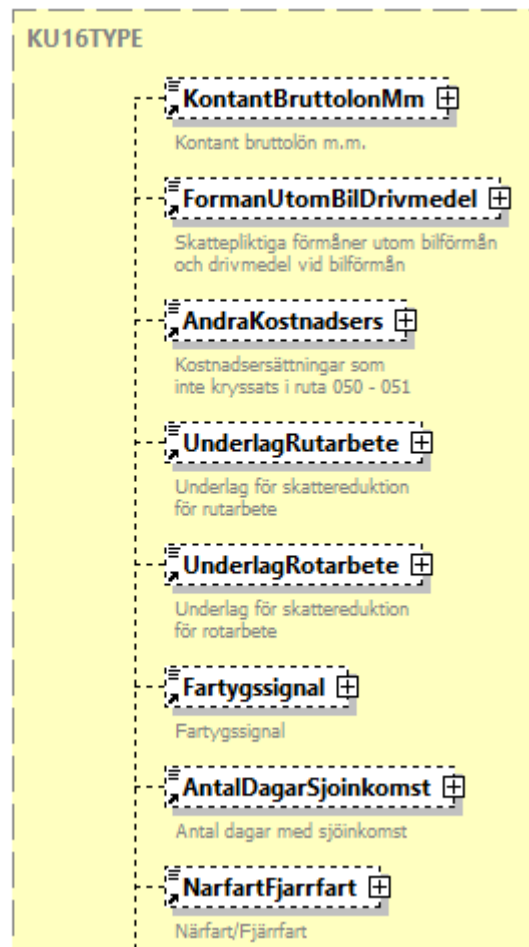 KU16TYPE
KontantBruttolonMm
Kontant bruttolön m.m.
FormanUtomBilDrivmedel
Skattepliktiga förmåner utom bilförmån
och drivmedel vid bilförmån
AndraKostnadsers
Kostnadsersättningar som
inte kryssats i ruta 050 - 051
UnderlagRutarbete
Underlag för skattereduktion
för rutarbete
UnderlagRotarbete
Underlag för skattereduktion
för rotarbete
Fartygssignal
Fartygssignal
AntalDagarSjoinkomst
Antal dagar med sjöinkomst
NarfartFjarrfart
Närfart/Fjärrfart